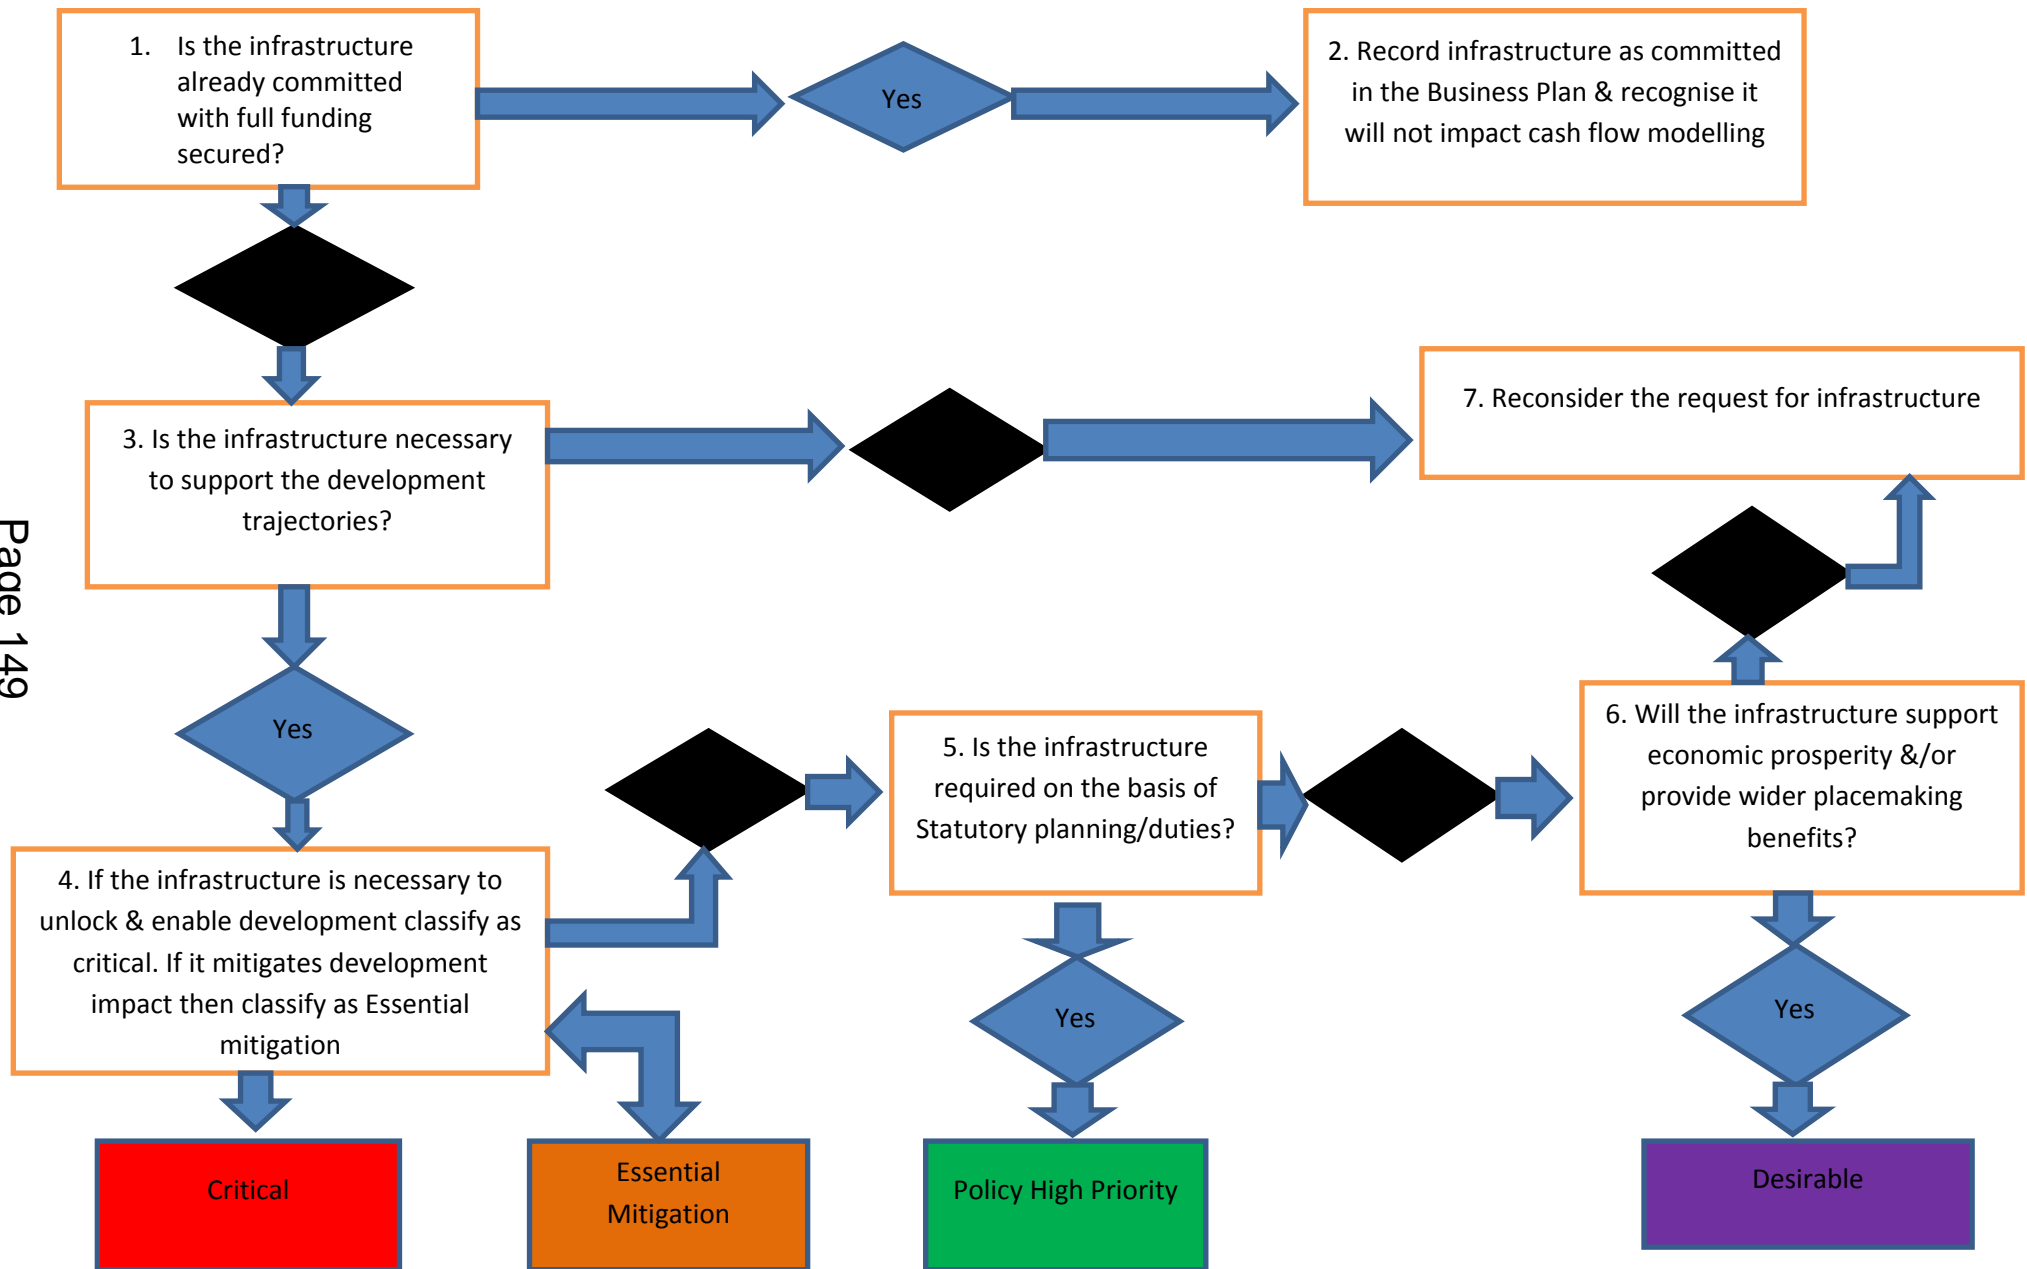 1. Is the infrastructure
already committed
with full funding
secured?
Yes
2. Record infrastructure as committed
in the Business Plan & recognise it
will not impact cash flow modelling
3. Is the infrastructure necessary
to support the development
trajectories?
7. Reconsider the request for infrastructure
Page 149
Yes
4. If the infrastructure is necessary to
unlock & enable development classify as
critical. If it mitigates development
impact then classify as Essential
mitigation
5. Is the infrastructure
required on the basis of
Statutory planning/duties?
6. Will the infrastructure support
economic prosperity &/or
provide wider placemaking
benefits?
Yes
Yes
Critical
Essential
Mitigation
Policy High Priority
Desirable